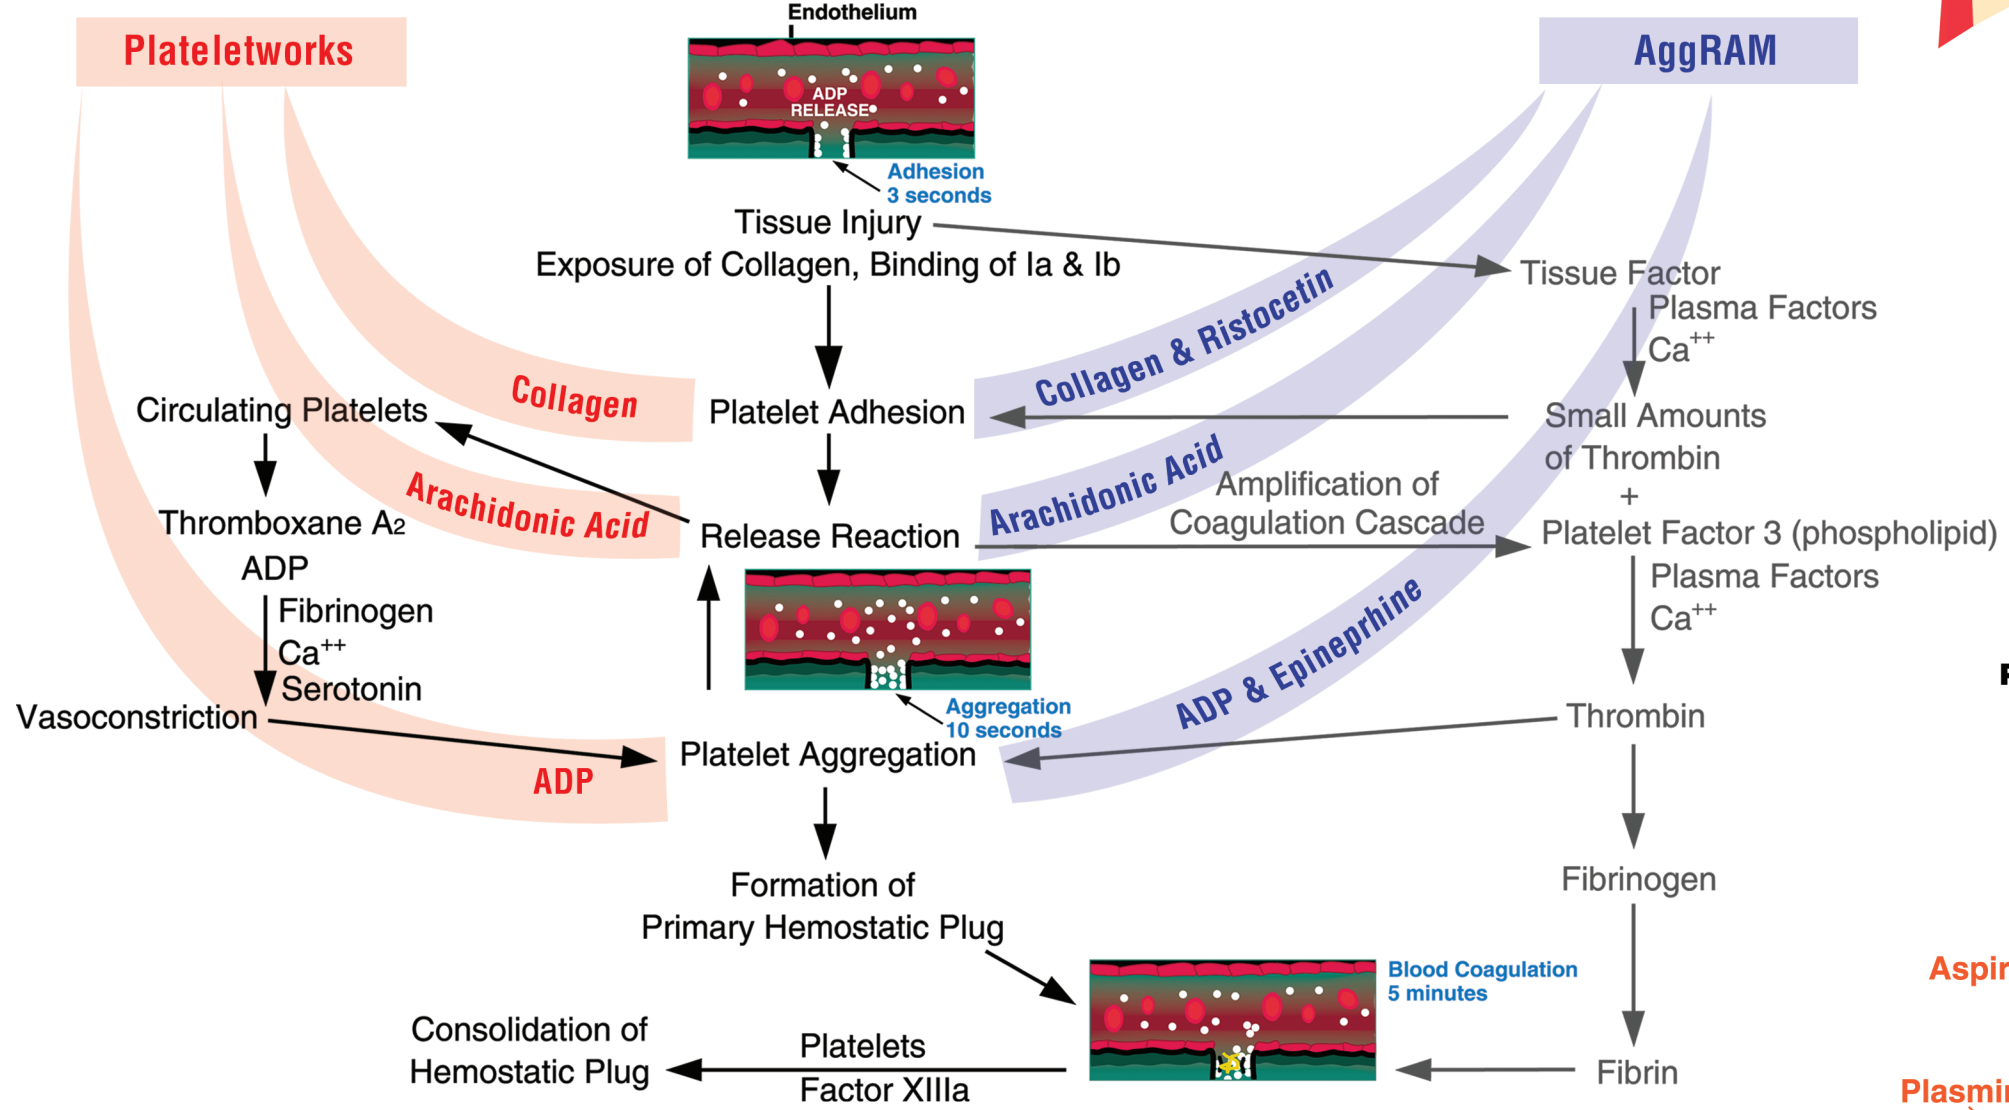 Plateletworks
Endothelium
AggRAM
ADP
RELEASE
Adhesion
3 seconds
Tissue Injury
Exposure of Collagen, Binding of Ia & Ib
Tissue Factor
Plasma Factors
Ca++
Collagen
Collagen & Ristocetin
Circulating Platelets
Platelet Adhesion
Small Amounts
of Thrombin
+
Arachidonic Acid
Arachidonic Acid
Amplification of
Coagulation Cascade
Thromboxane A2
Release Reaction
Platelet Factor 3 (phospholipid)
ADP
Plasma Factors
Ca++
Fibrinogen
Ca++
Serotonin
ADP & Epineprhine
Vasoconstriction
Aggregation
10 seconds
Thrombin
Platelet Aggregation
ADP
Formation of
Primary Hemostatic Plug
Fibrinogen
Blood Coagulation
5 minutes
Aspir
Consolidation of
Hemostatic Plug
Platelets
Factor XIIIa
Fibrin
Plasmi